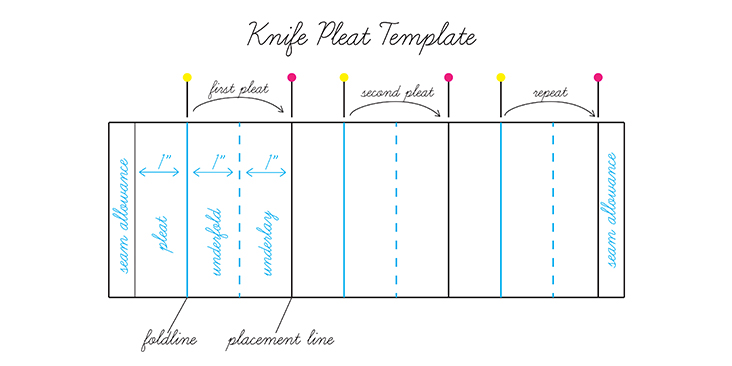 Knife Pleat Template
first pleat
second pleat
repeat
1"
1"
1"
seam allowance
pleat
underfold
underlay
seam allowance
foldline
placement line